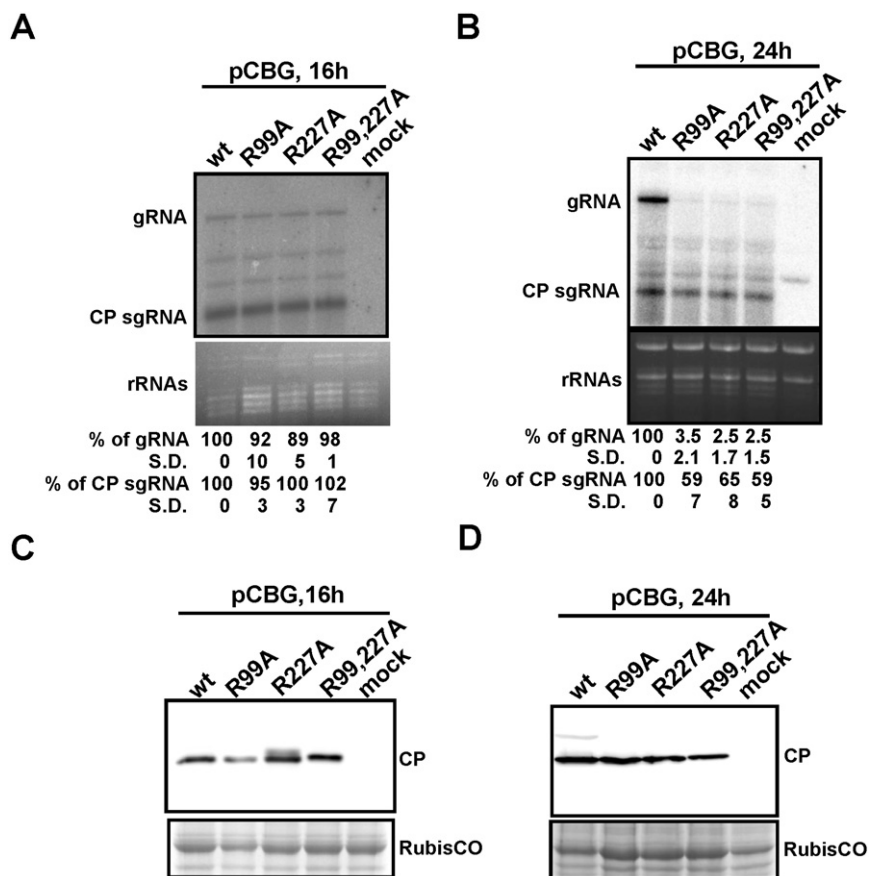 A
pCBG, 16h
wt R99A R227A R99,227A mock
gRNA
CP sgRNA
rRNAs
% of gRNA 100 92 89 98
S.D. 0 10 5 1
% of CP sgRNA 100 95 100 102
S.D. 0 3 3 7
B
pCBG, 24h
wt R99A R227A R99,227A mock
gRNA
CP sgRNA
rRNAs
% of gRNA 100 3.5 2.5 2.5
S.D. 0 2.1 1.7 1.5
% of CP sgRNA 100 59 65 59
S.D. 0 7 8 5
C
pCBG,16h
wt R99A R227A R99,227A mock
CP
RubisCO
D
pCBG, 24h
wt R99A R227A R99,227A mock
CP
RubisCO